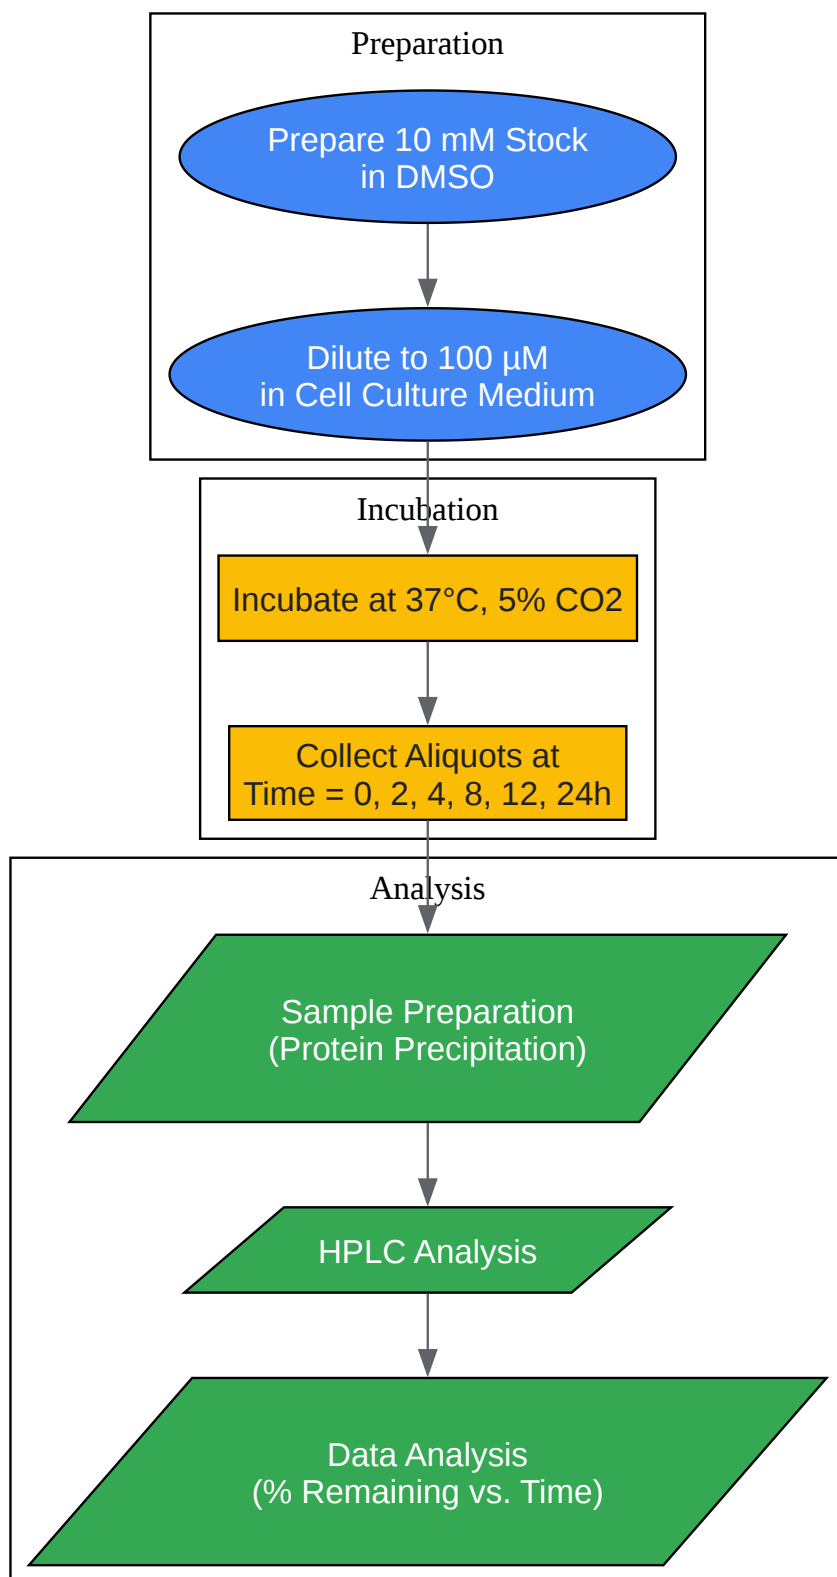 Preparation
Prepare 10 mM Stock
in DMSO
Dilute to 100 µM
in Cell Culture Medium
Incubation
Incubate at 37°C, 5% CO2
Collect Aliquots at
Time = 0, 2, 4, 8, 12, 24h
Analysis
Sample Preparation
(Protein Precipitation)
HPLC Analysis
Data Analysis
(% Remaining vs. Time)